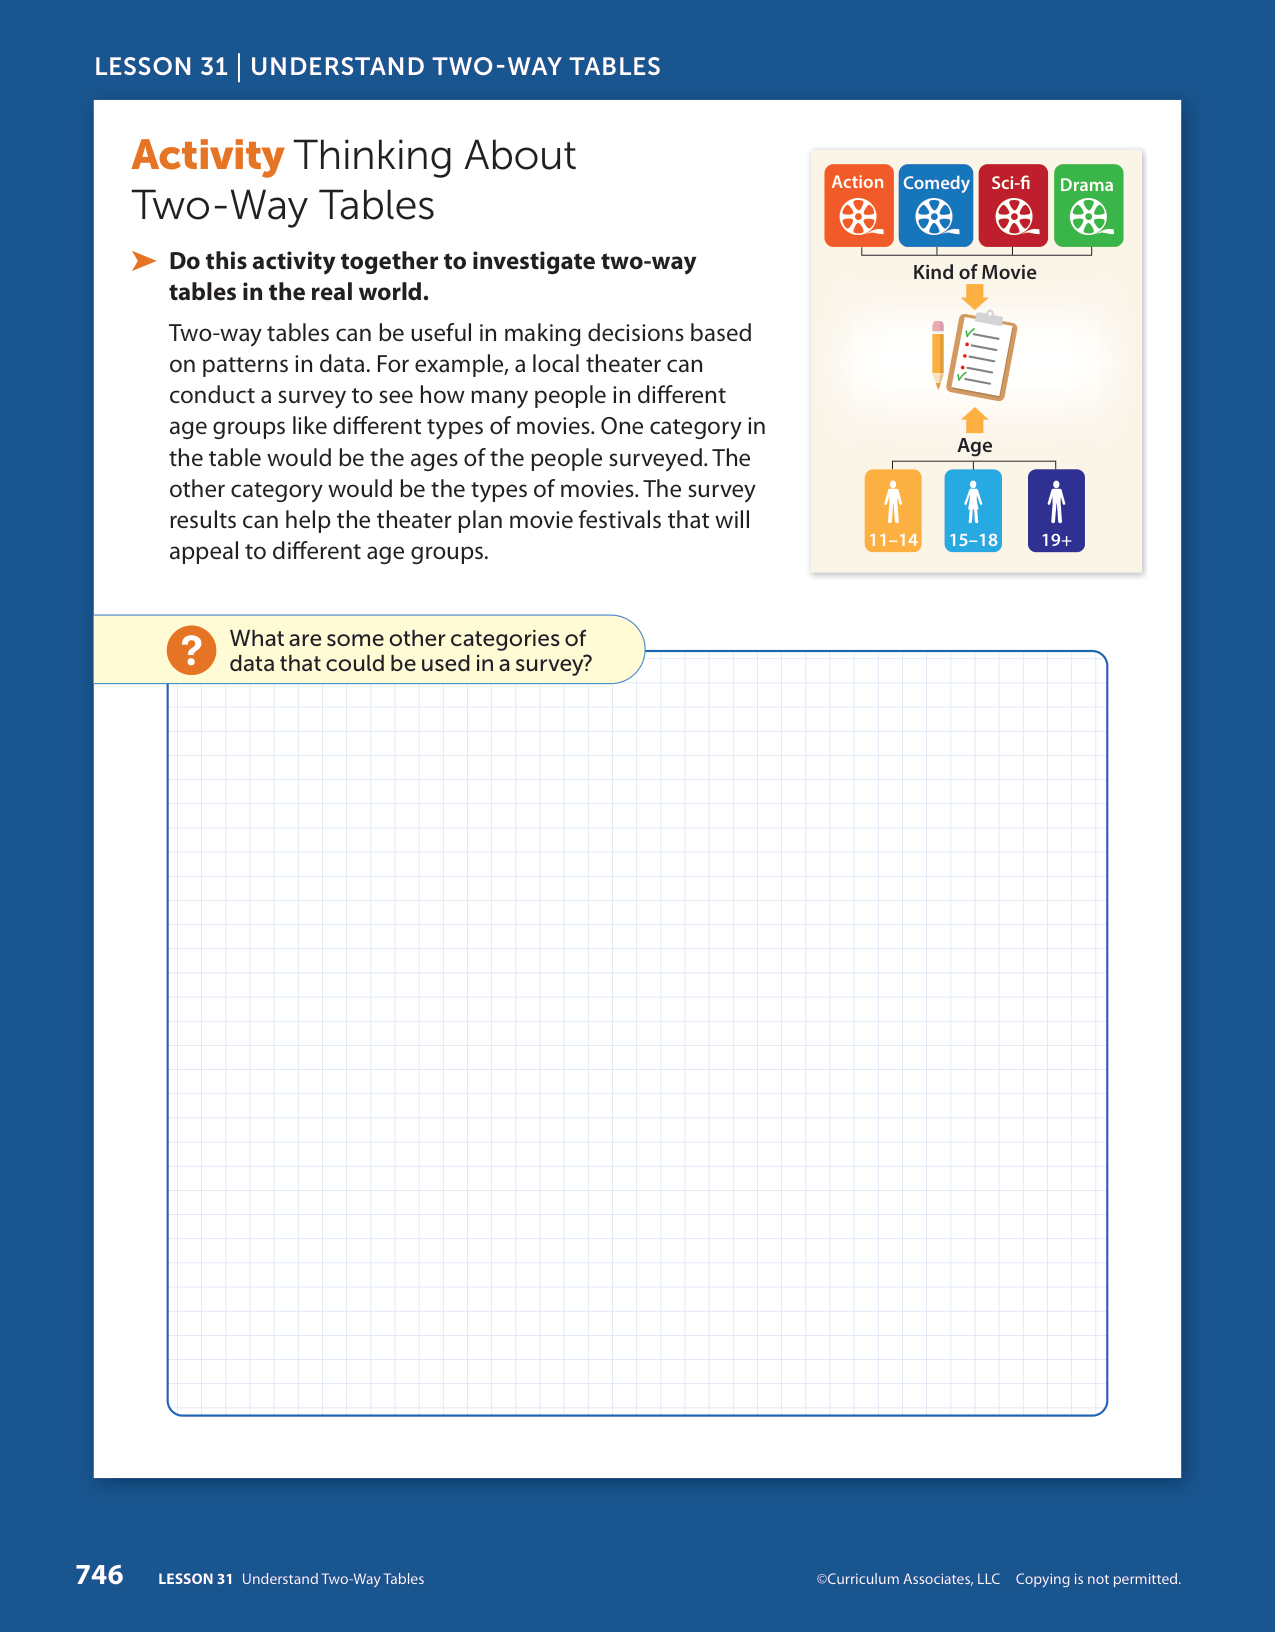 LESSON 31 | UNDERSTAND TWO-WAY TABLES
Activity Thinking About
Two-Way Tables
Do this activity together to investigate two-way
tables in the real world.
Two-way tables can be useful in making decisions based
on patterns in data. For example, a local theater can
conduct a survey to see how many people in different
age groups like different types of movies. One category in
the table would be the ages of the people surveyed. The
other category would be the types of movies. The survey
results can help the theater plan movie festivals that will
appeal to different age groups.
Action Comedy Sci-fi Drama
Kind of Movie
Age
11–14 15–18 19+
? What are some other categories of
data that could be used in a survey?
746 LESSON 31 Understand Two-Way Tables
©Curriculum Associates, LLC Copying is not permitted.